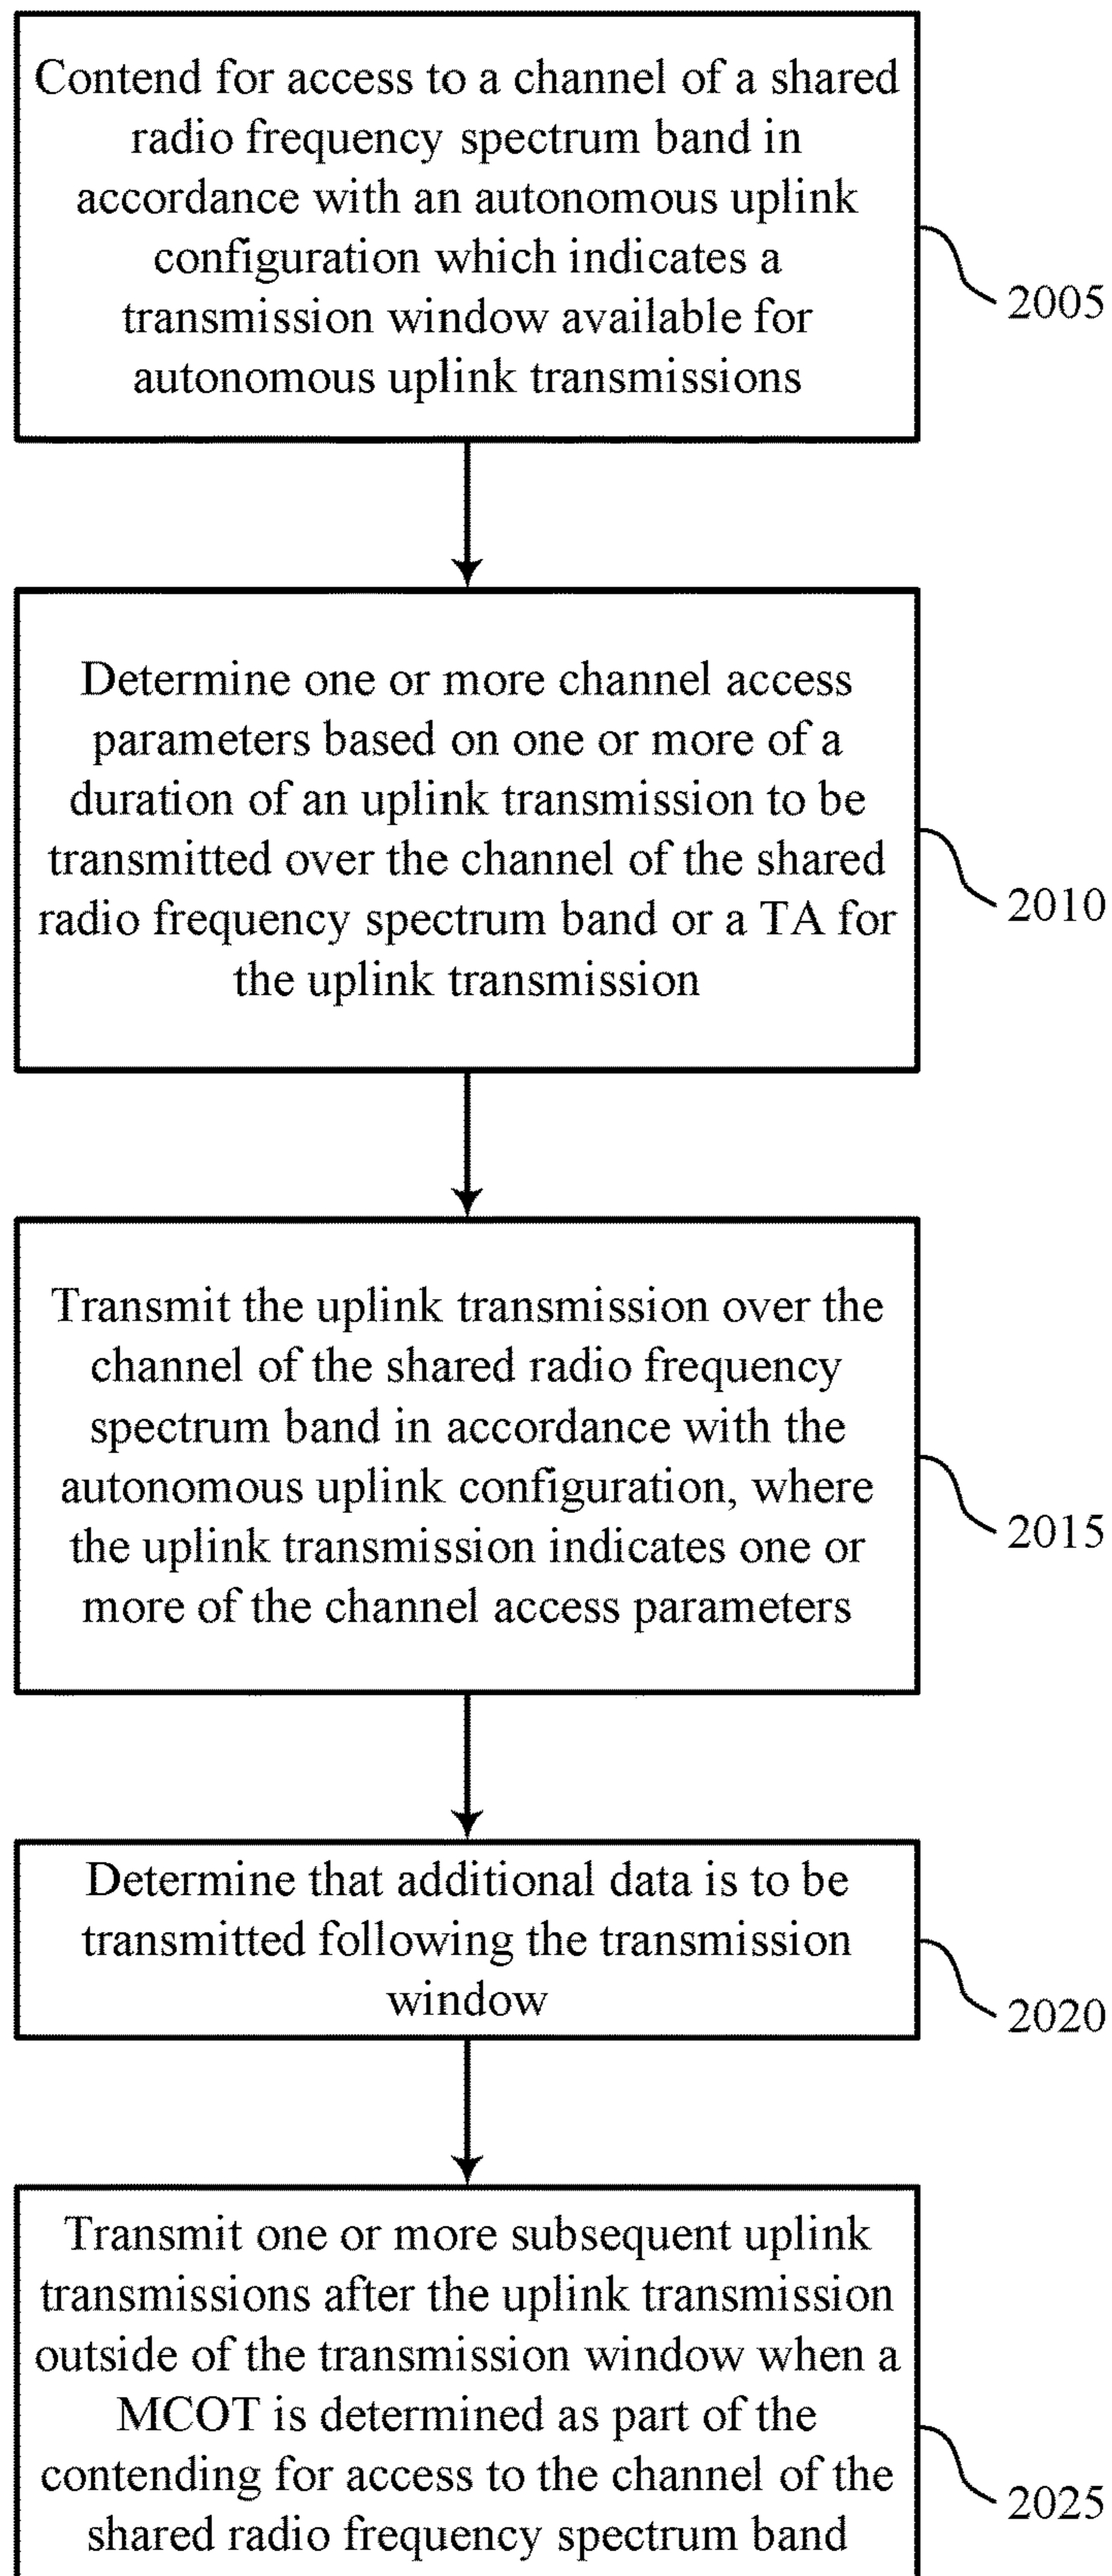 Contend for access to a channel of a shared
radio frequency spectrum band in
accordance with an autonomous uplink
configuration which indicates a
transmission window available for
autonomous uplink transmissions
2005
Determine one or more channel access
parameters based on one or more of a
duration of an uplink transmission to be
transmitted over the channel of the shared
radio frequency spectrum band or a TA for
the uplink transmission
2010
Transmit the uplink transmission over the
channel of the shared radio frequency
spectrum band in accordance with the
autonomous uplink configuration, where
the uplink transmission indicates one or
more of the channel access parameters
2015
Determine that additional data is to be
transmitted following the transmission
window
2020
Transmit one or more subsequent uplink
transmissions after the uplink transmission
outside of the transmission window when a
MCOT is determined as part of the
contending for access to the channel of the
shared radio frequency spectrum band
2025